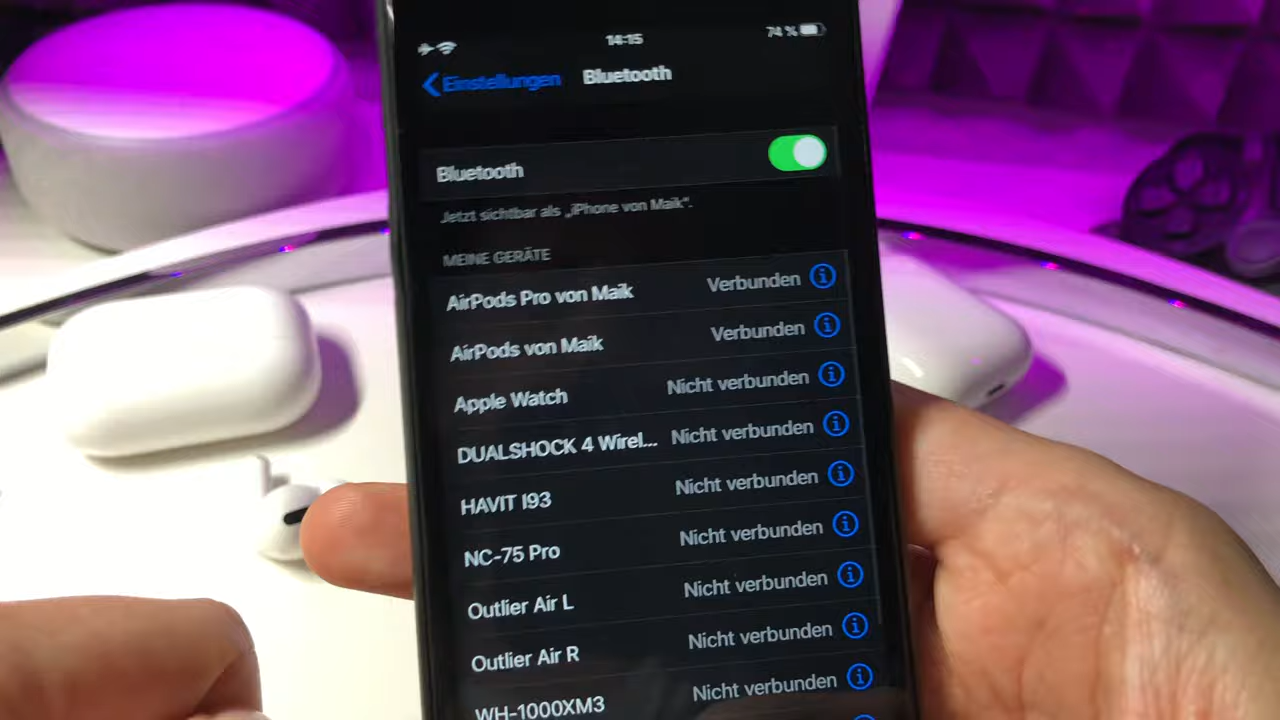 14:15 74 %
Einstellungen Bluetooth
Bluetooth
Jetzt sichtbar als „iPhone von Maik“.
MEINE GERÄTE
AirPods Pro von Maik Verbunden
AirPods von Maik Verbunden
Apple Watch Nicht verbunden
DUALSHOCK 4 Wirel... Nicht verbunden
HAVIT I93 Nicht verbunden
NC-75 Pro Nicht verbunden
Outlier Air L Nicht verbunden
Outlier Air R Nicht verbunden
WH-1000XM3 Nicht verbunden